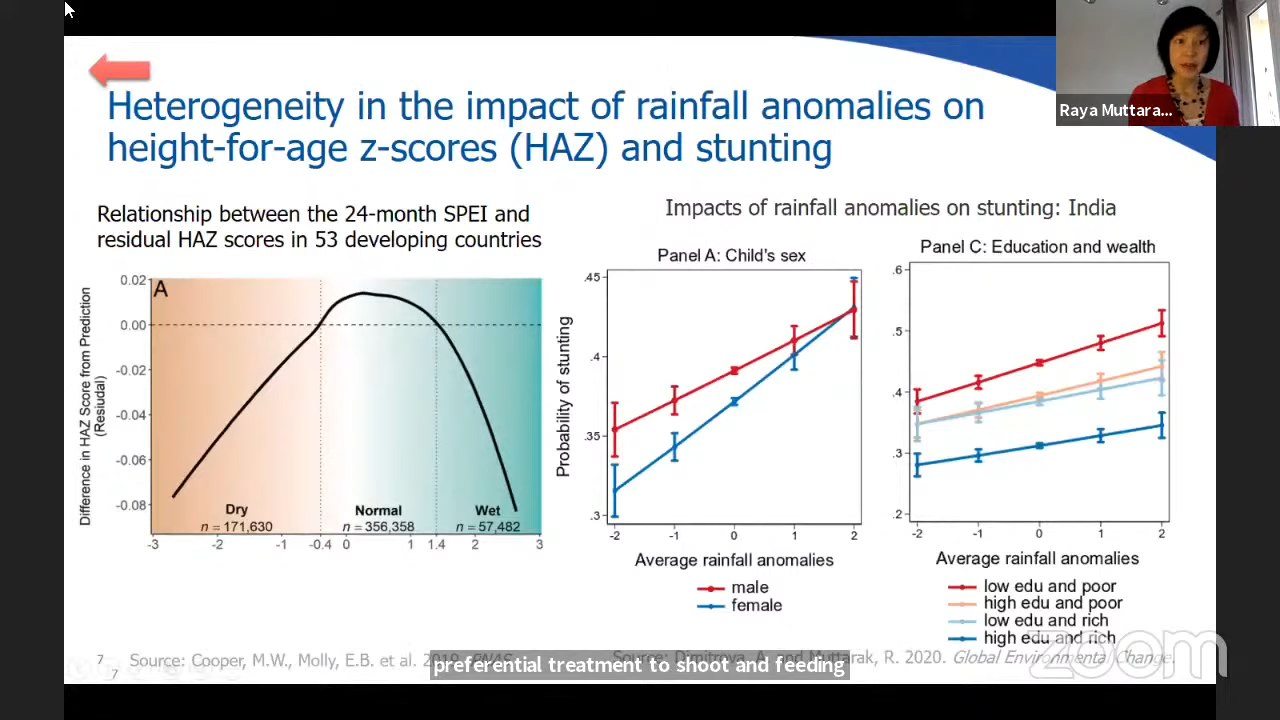 Raya Muttara...
Heterogeneity in the impact of rainfall anomalies on
height-for-age z-scores (HAZ) and stunting
Relationship between the 24-month SPEI and
residual HAZ scores in 53 developing countries
Difference in HAZ Score from Prediction
(Reisiudal)
A
0.02
0.00
-0.02
-0.04
-0.06
-0.08
Dry
n = 171,630
Normal
n = 356,358
Wet
n = 57,482
-3 -2 -1 -0.4 0 1 1.4 2 3
Impacts of rainfall anomalies on stunting: India
Panel A: Child's sex
Probability of stunting
.45
.4
.35
.3
-2 -1 0 1 2
Average rainfall anomalies
male
female
Panel C: Education and wealth
.6
.5
.4
.3
.2
-2 -1 0 1 2
Average rainfall anomalies
low edu and poor
high edu and poor
low edu and rich
high edu and rich
7 Source: Cooper, M.W., Molly, E.B. et al.
7
Source: Dimitrova, A. and Muttarak, R. 2020. Global Environmental Change.
preferential treatment to shoot and feeding
zoom